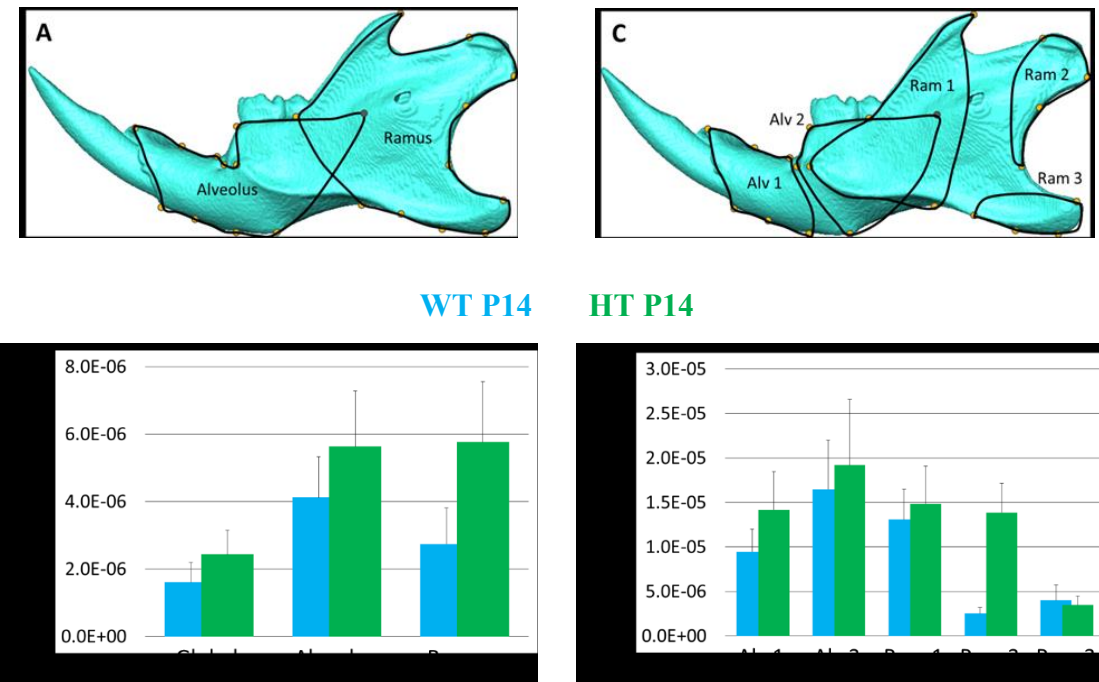 A
Ramus
Alveolus
C
Ram 1
Ram 2
Alv 2
Alv 1
Ram 3
WT P14
HT P14
8.0E-06
6.0E-06
4.0E-06
2.0E-06
0.0E+00
3.0E-05
2.5E-05
2.0E-05
1.5E-05
1.0E-05
5.0E-06
0.0E+00